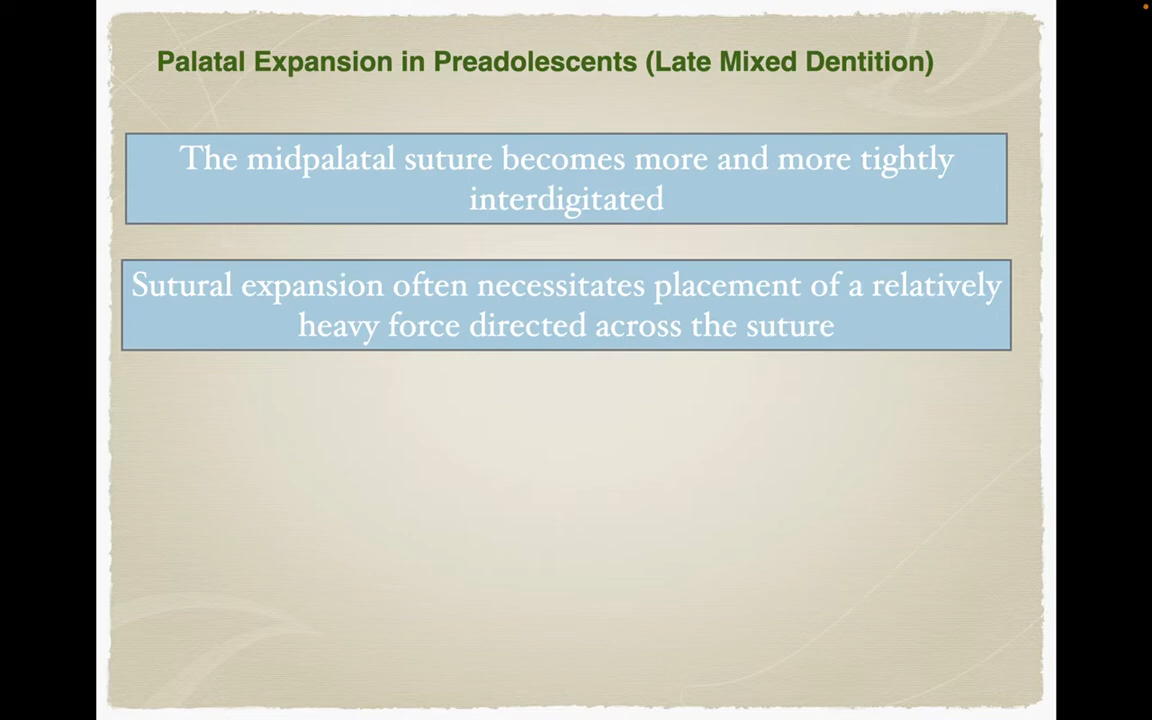 Palatal Expansion in Preadolescents (Late Mixed Dentition)
The midpalatal suture becomes more and more tightly
interdigitated
Sutural expansion often necessitates placement of a relatively
heavy force directed across the suture